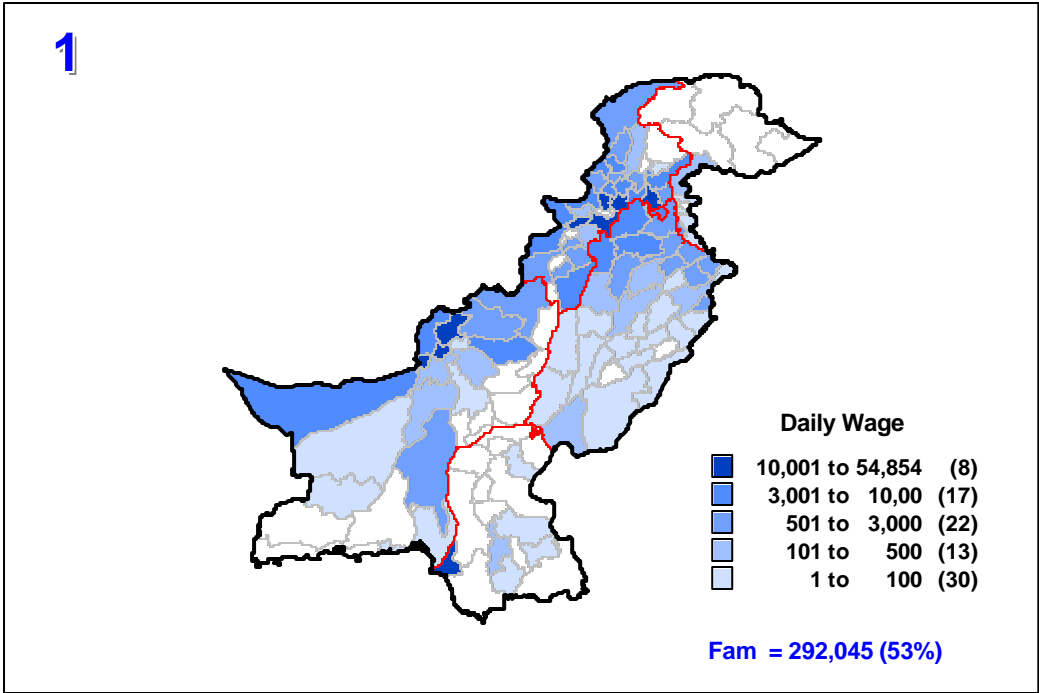 1
Daily Wage
10,001 to 54,854 (8)
3,001 to 10,00 (17)
501 to 3,000 (22)
101 to 500 (13)
1 to 100 (30)
Fam = 292,045 (53%)